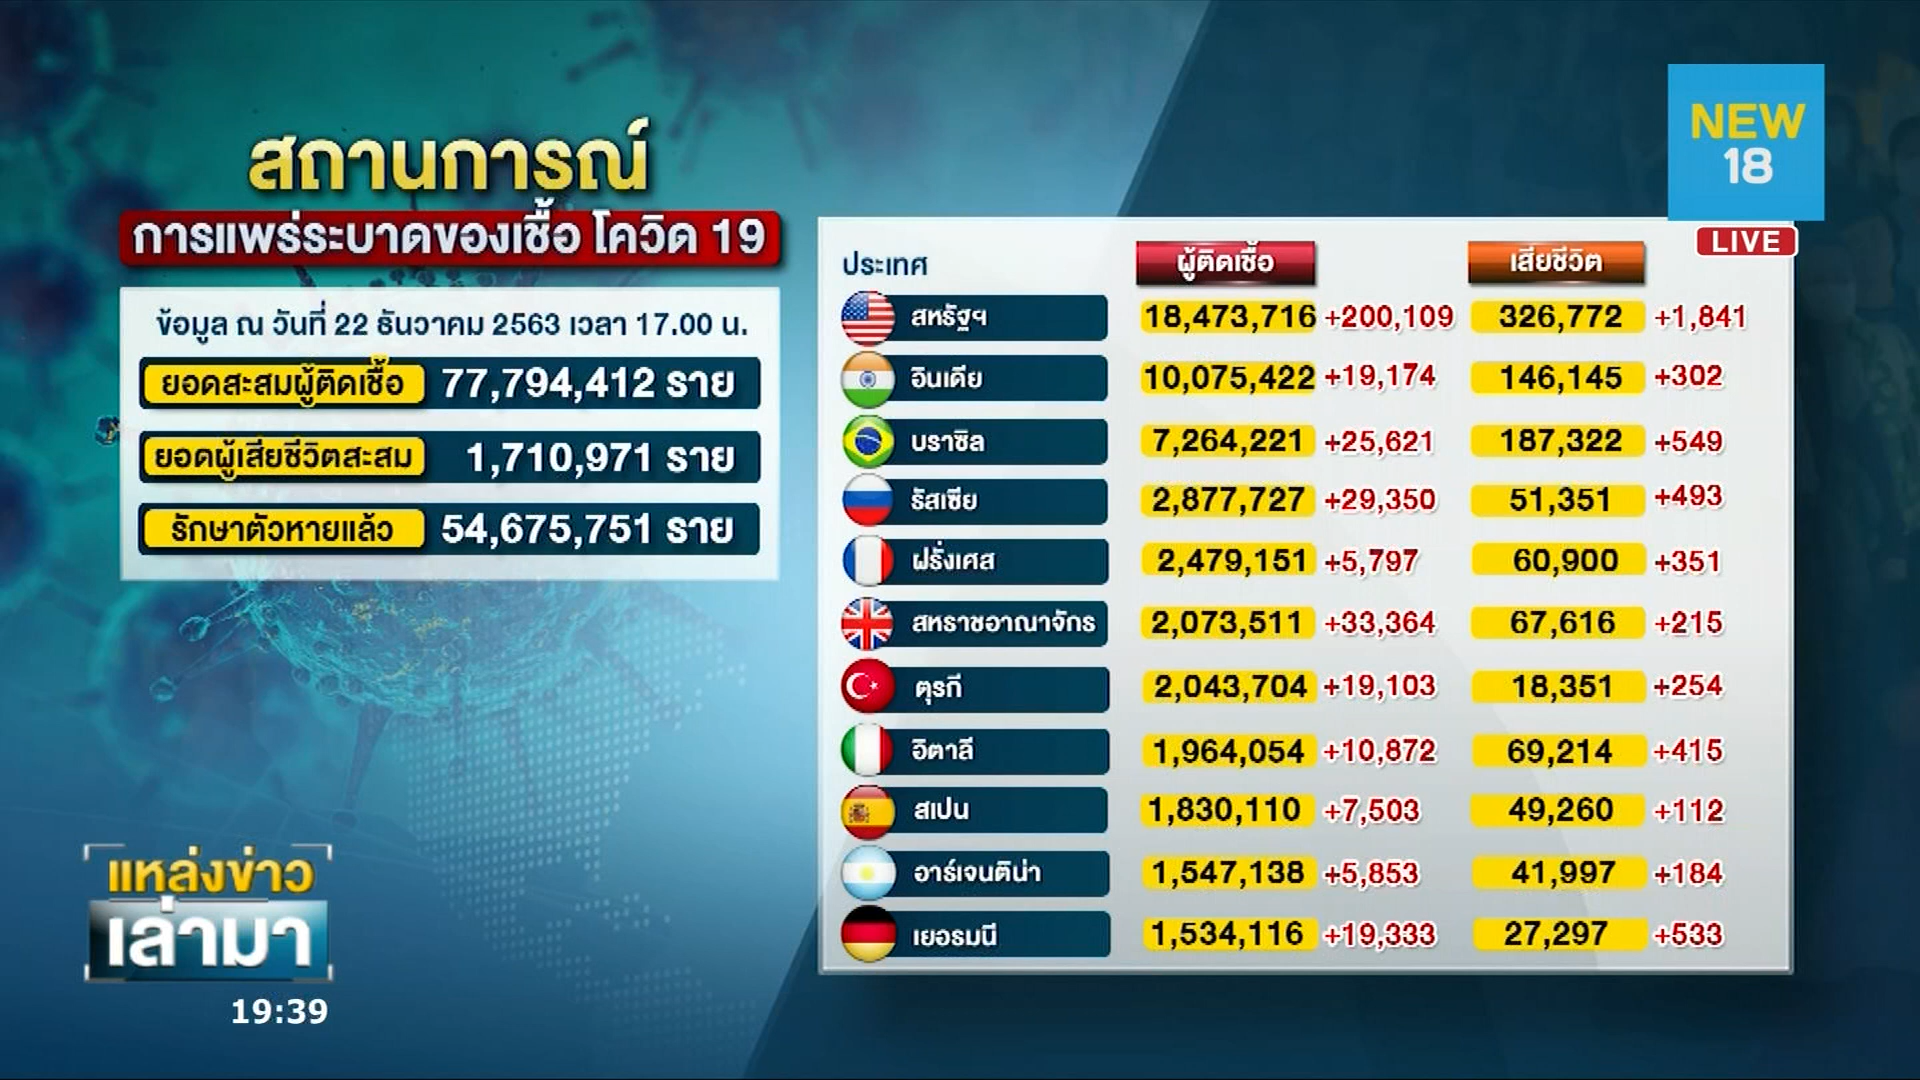 สถานการณ์
การแพร่ระบาดของเชื้อ โควิด 19
ข้อมูล ณ วันที่ 22 ธันวาคม 2563 เวลา 17.00 น.
ยอดสะสมผู้ติดเชื้อ 77,794,412 ราย
ยอดผู้เสียชีวิตสะสม 1,710,971 ราย
รักษาตัวหายแล้ว 54,675,751 ราย
NEW
18
LIVE
ประเทศ ผู้ติดเชื้อ เสียชีวิต
สหรัฐฯ 18,473,716 +200,109 326,772 +1,841
อินเดีย 10,075,422 +19,174 146,145 +302
บราซิล 7,264,221 +25,621 187,322 +549
รัสเซีย 2,877,727 +29,350 51,351 +493
ฝรั่งเศส 2,479,151 +5,797 60,900 +351
สหราชอาณาจักร 2,073,511 +33,364 67,616 +215
ตุรกี 2,043,704 +19,103 18,351 +254
อิตาลี 1,964,054 +10,872 69,214 +415
สเปน 1,830,110 +7,503 49,260 +112
อาร์เจนติน่า 1,547,138 +5,853 41,997 +184
เยอรมนี 1,534,116 +19,333 27,297 +533
แหล่งข่าว
เล่ามา
19:39